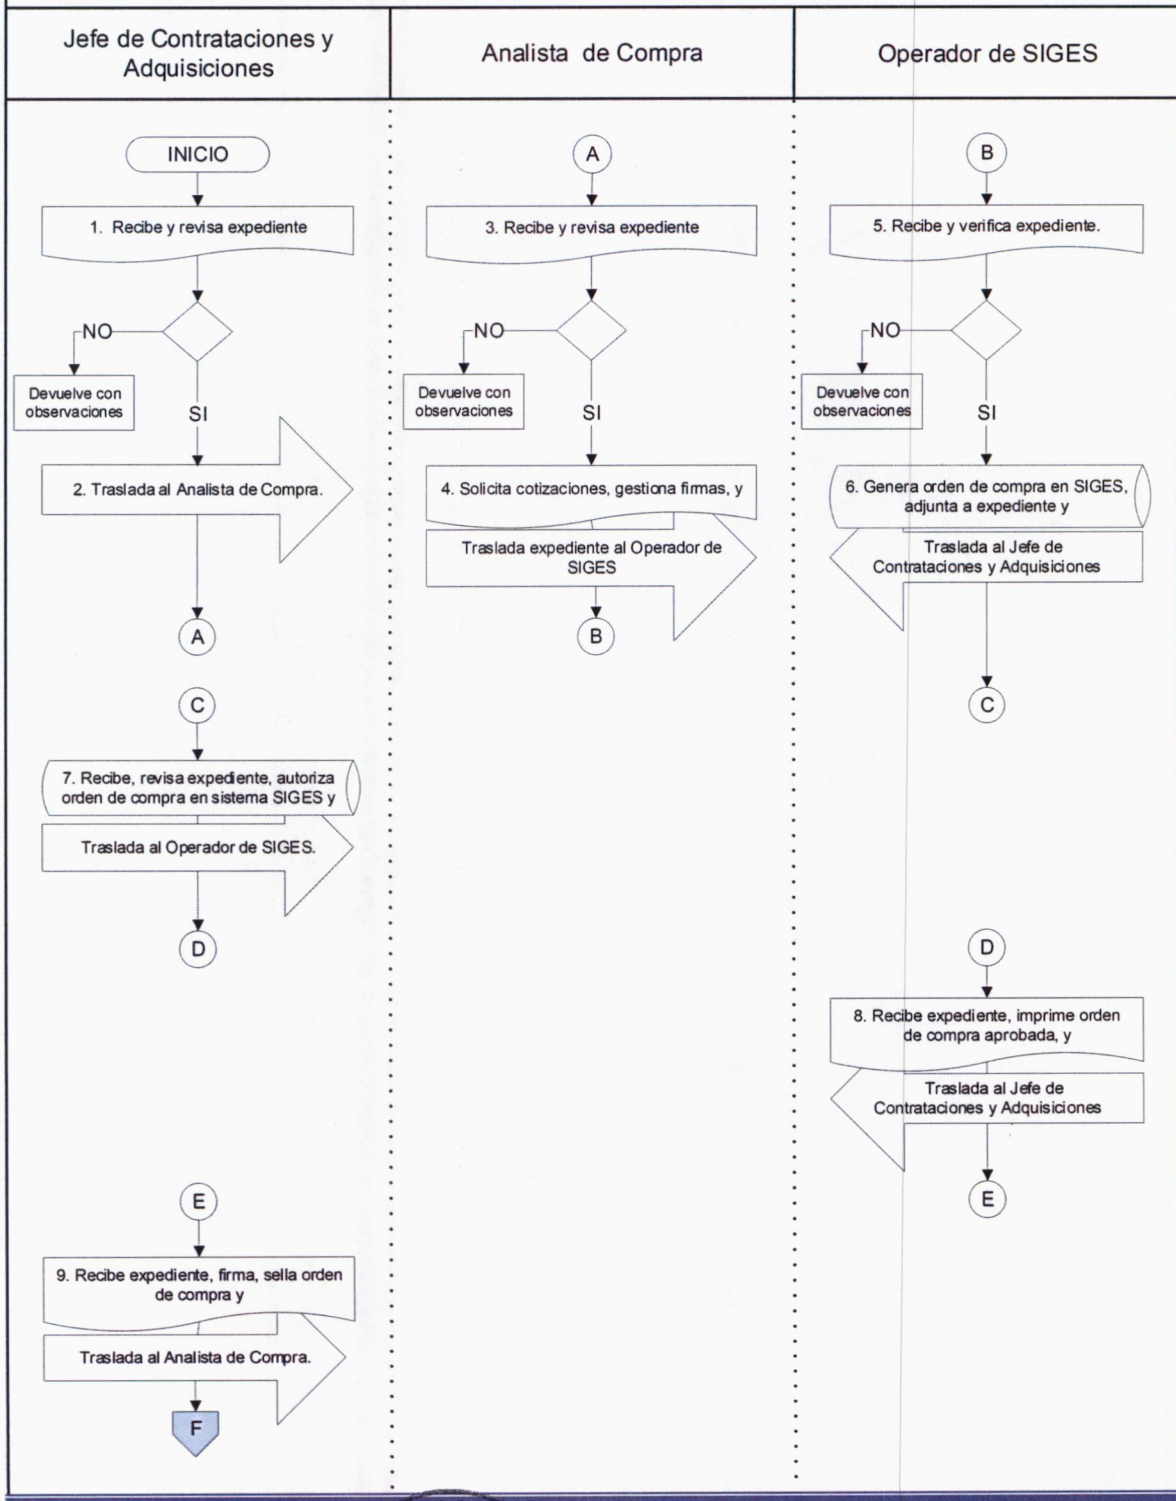 Jefe de Contrataciones y
Adquisiciones
Analista de Compra
Operador de SIGES
INICIO
1. Recibe y revisa expediente
NO
Devuelve con
observaciones
SI
2. Traslada al Analista de Compra.
A
A
3. Recibe y revisa expediente
NO
Devuelve con
observaciones
SI
4. Solicita cotizaciones, gestiona firmas, y
Traslada expediente al Operador de
SIGES
B
B
5. Recibe y verifica expediente.
NO
Devuelve con
observaciones
SI
6. Genera orden de compra en SIGES,
adjunta a expediente y
Traslada al Jefe de
Contrataciones y Adquisiciones
C
C
7. Recibe, revisa expediente, autoriza
orden de compra en sistema SIGES y
Traslada al Operador de SIGES.
D
D
8. Recibe expediente, imprime orden
de compra aprobada, y
Traslada al Jefe de
Contrataciones y Adquisiciones
E
E
9. Recibe expediente, firma, sella orden
de compra y
Traslada al Analista de Compra.
F